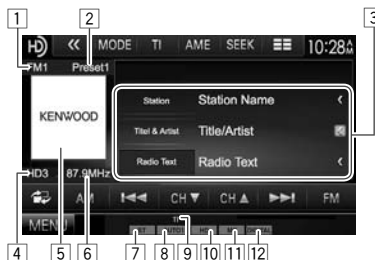 1 2 3
HD « MODE TI AME SEEK 10:28
FM1 Preset1
KENWOOD
Station Station Name
Titel & Artist Title/Artist
Radio Text Radio Text
HD3 87.9MHz
AM CH▼ CH▲ FM
MENU TI
4 5 6 7 8 9 10 11 12